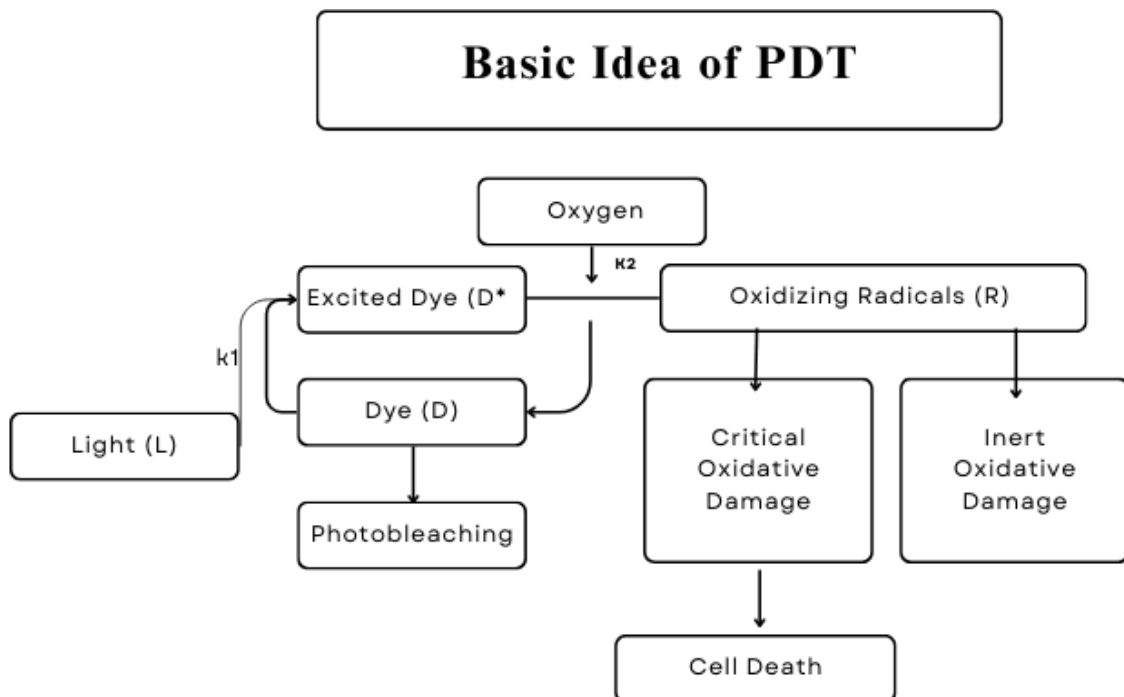 Basic Idea of PDT
Oxygen
K2
Excited Dye (D*
Oxidizing Radicals (R)
k1
Dye (D)
Light (L)
Critical
Oxidative
Damage
Inert
Oxidative
Damage
Photobleaching
Cell Death